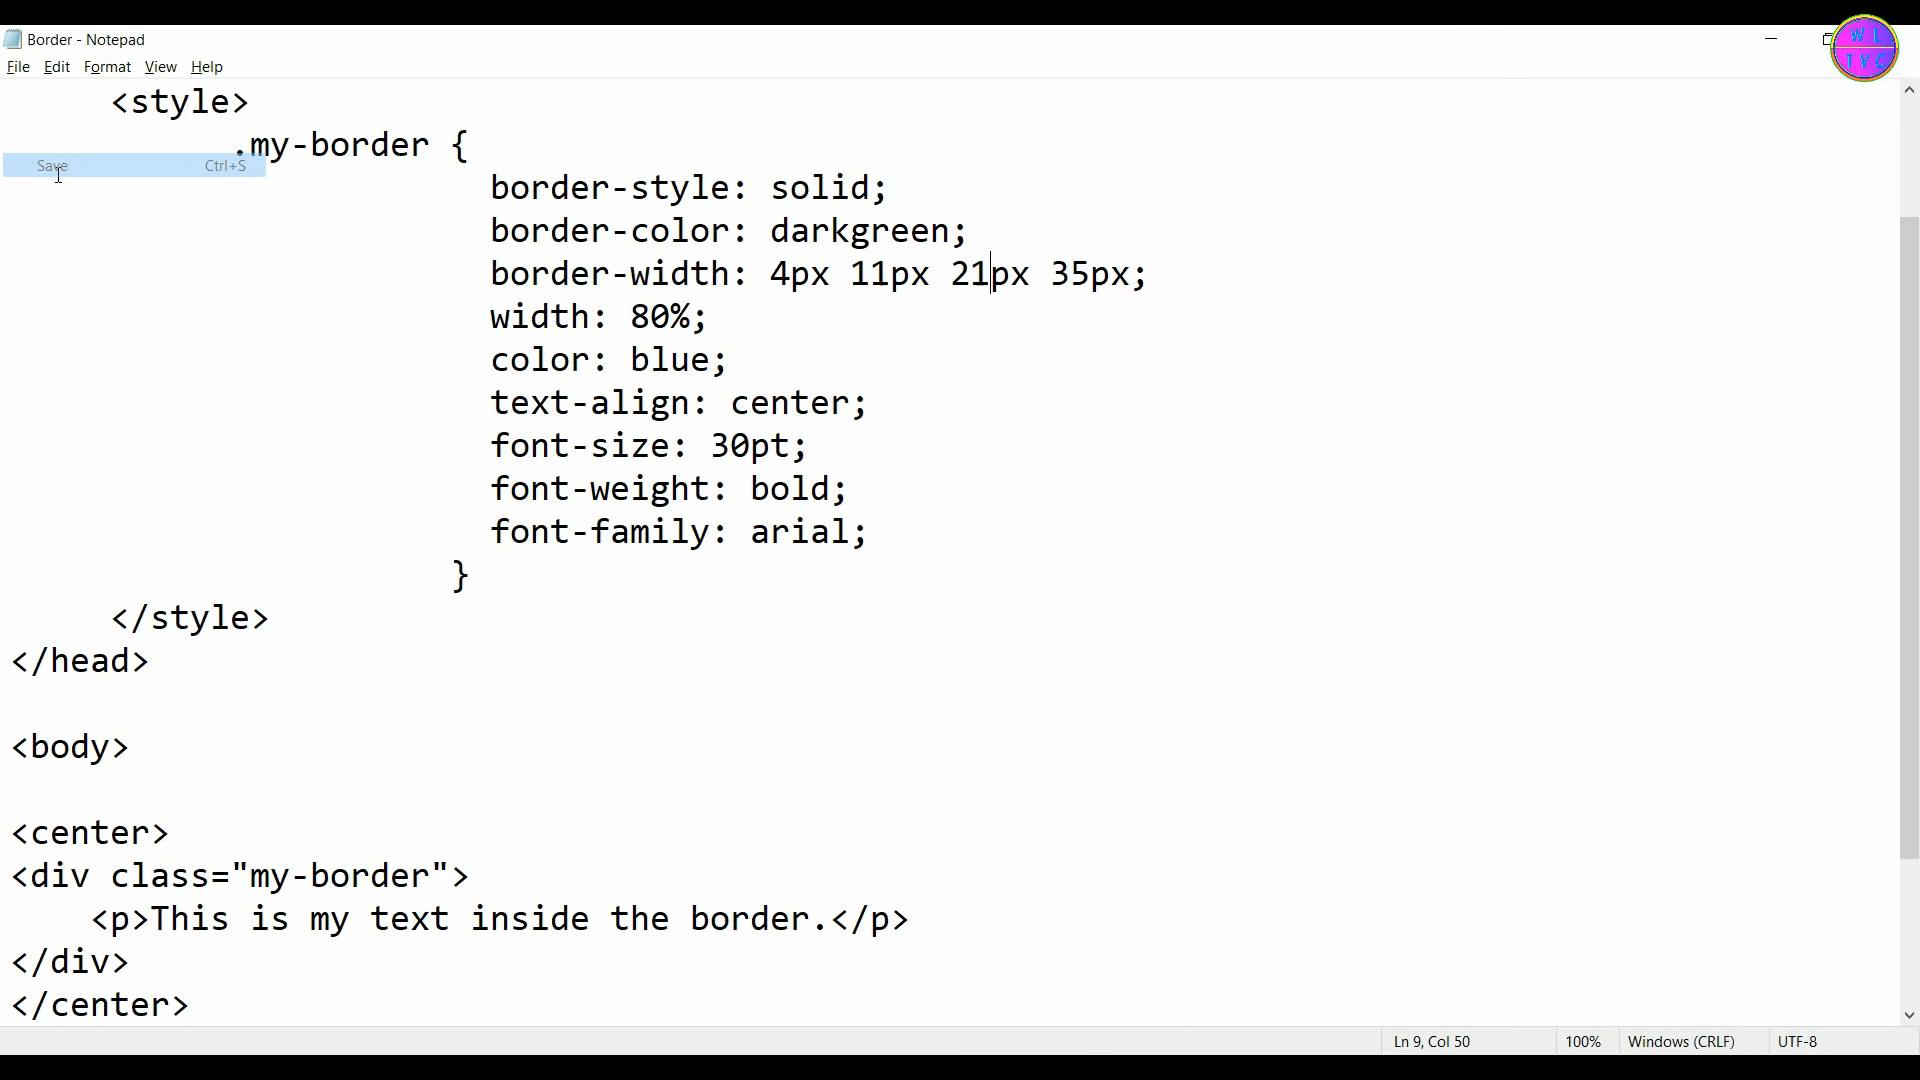 Border - Notepad
W L
T Y C
File Edit Format View Help
<style>
.my-border {
Save Ctrl+S
border-style: solid;
border-color: darkgreen;
border-width: 4px 11px 21px 35px;
width: 80%;
color: blue;
text-align: center;
font-size: 30pt;
font-weight: bold;
font-family: arial;
}
</style>
</head>
<body>
<center>
<div class="my-border">
<p>This is my text inside the border.</p>
</div>
</center>
Ln 9, Col 50 100% Windows (CRLF) UTF-8